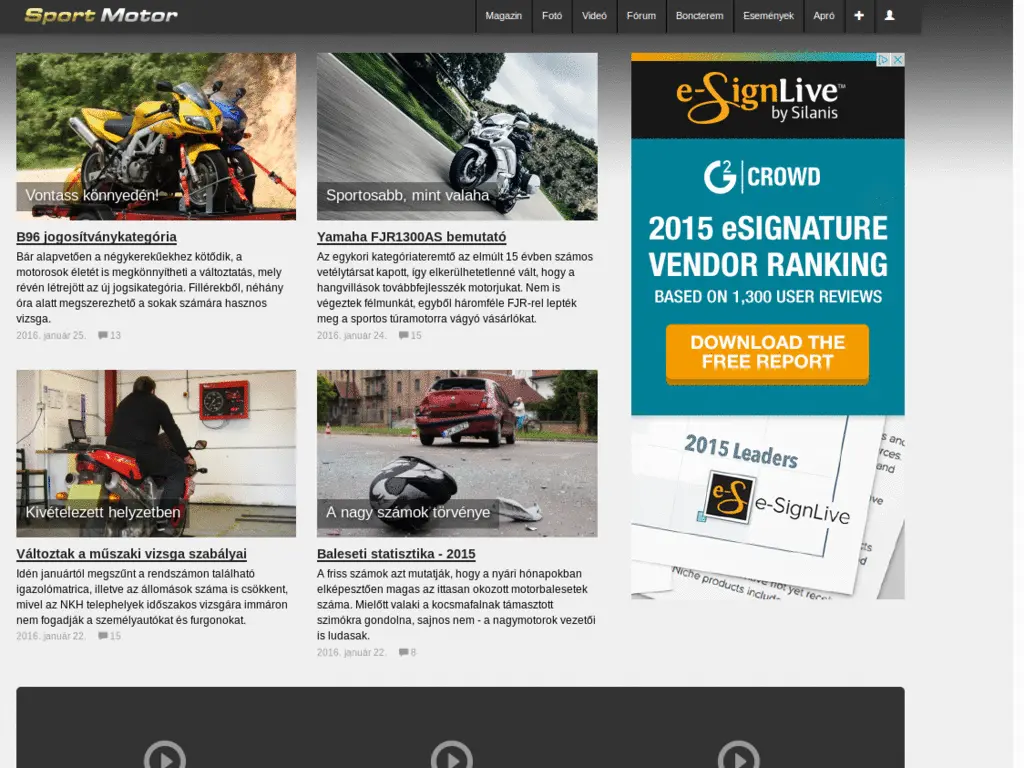 Sport Motor
Magazin
Fotó
Videó
Fórum
Boncterem
Események
Apró
Vontass könnyedén!
B96 jogosítványkategória
Bár alapvetően a négykerekűekhez kötődik, a
motorosok életét is megkönnyítheti a változtatás, mely
révén létrejött az új jogsikategória. Fillérekből, néhány
óra alatt megszerezhető a sokak számára hasznos
vizsga.
2016. január 25. 13
Sportosabb, mint valaha
Yamaha FJR1300AS bemutató
Az egykori kategóriateremtő az elmúlt 15 évben számos
vetélytársat kapott, így elkerülhetetlenné vált, hogy a
hangvillások továbbfejlesszék motorjukat. Nem is
végeztek félmunkát, egyből háromféle FJR-rel lepték
meg a sportos túramotorra vágyó vásárlókat.
2016. január 24. 15
Kivételezett helyzetben
Változtak a műszaki vizsga szabályai
Idén januártól megszűnt a rendszámon található
igazolómatrica, illetve az állomások száma is csökkent,
mivel az NKH telephelyek időszakos vizsgára immáron
nem fogadják a személyautókat és furgonokat.
2016. január 22. 15
A nagy számok törvénye
Baleseti statisztika - 2015
A friss számok azt mutatják, hogy a nyári hónapokban
elképesztően magas az ittasan okozott motorbalesetek
száma. Mielőtt valaki a kocsmafalnak támasztott
szimókra gondolna, sajnos nem - a nagymotorok vezetői
is ludasak.
2016. január 22. 8
e-SignLive™
by Silanis
G2 | CROWD
2015 eSIGNATURE
VENDOR RANKING
BASED ON 1,300 USER REVIEWS
DOWNLOAD THE
FREE REPORT
2015 Leaders
e-S e-SignLive
Niche products includ
have not yet rece